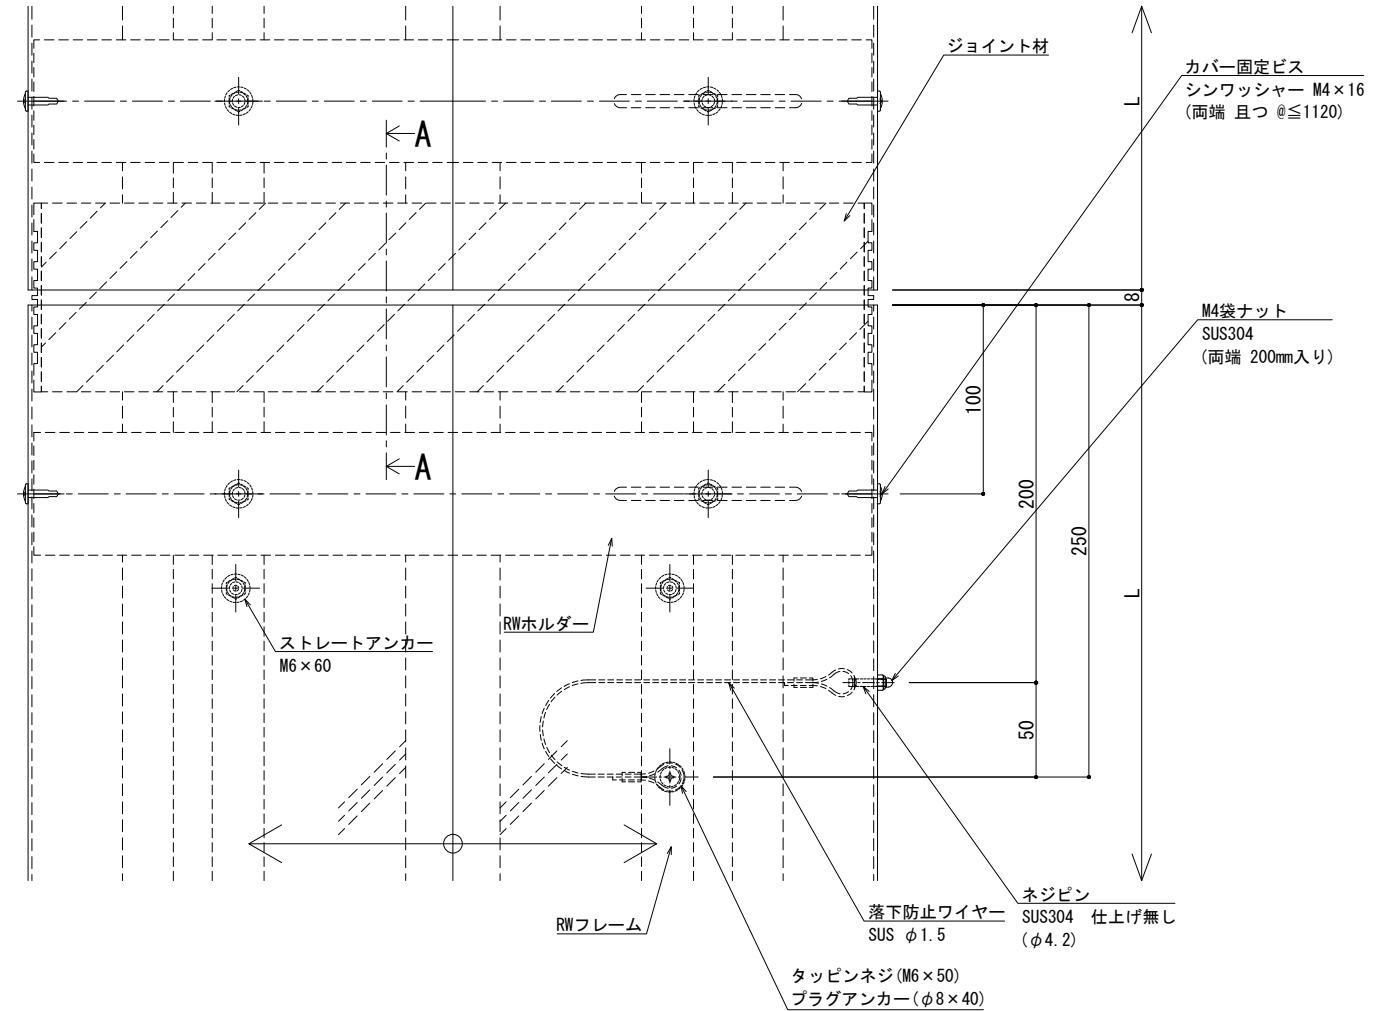 ジョイント材
カバー固定ビス
シンワッシャー M4×16
(両端 且つ @≦1120)
L
A
8
M4袋ナット
SUS304
(両端 200mm入り)
100
A
200
250
L
RWホルダー
ストレートアンカー
M6×60
50
ネジピン
SUS304 仕上げ無し
(φ4.2)
落下防止ワイヤー
SUS φ1.5
RWフレーム
タッピンネジ(M6×50)
プラグアンカー(φ8×40)